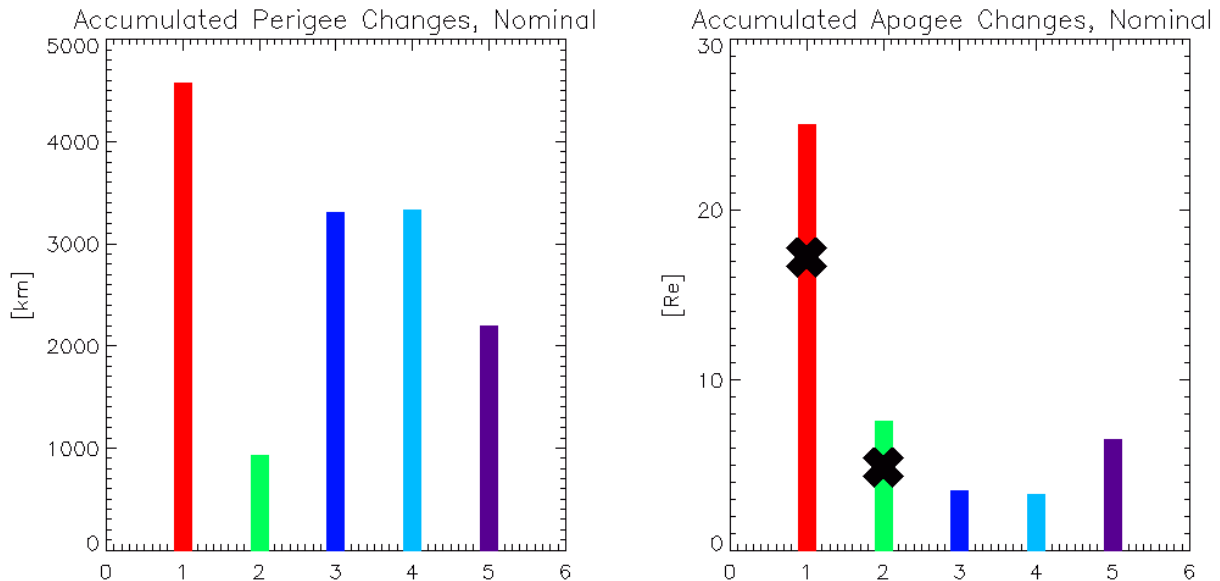 Accumulated Perigee Changes, Nominal
5000
4000
3000
2000
1000
0
[km]
0 1 2 3 4 5 6
Accumulated Apogee Changes, Nominal
30
20
10
0
[Re]
0 1 2 3 4 5 6